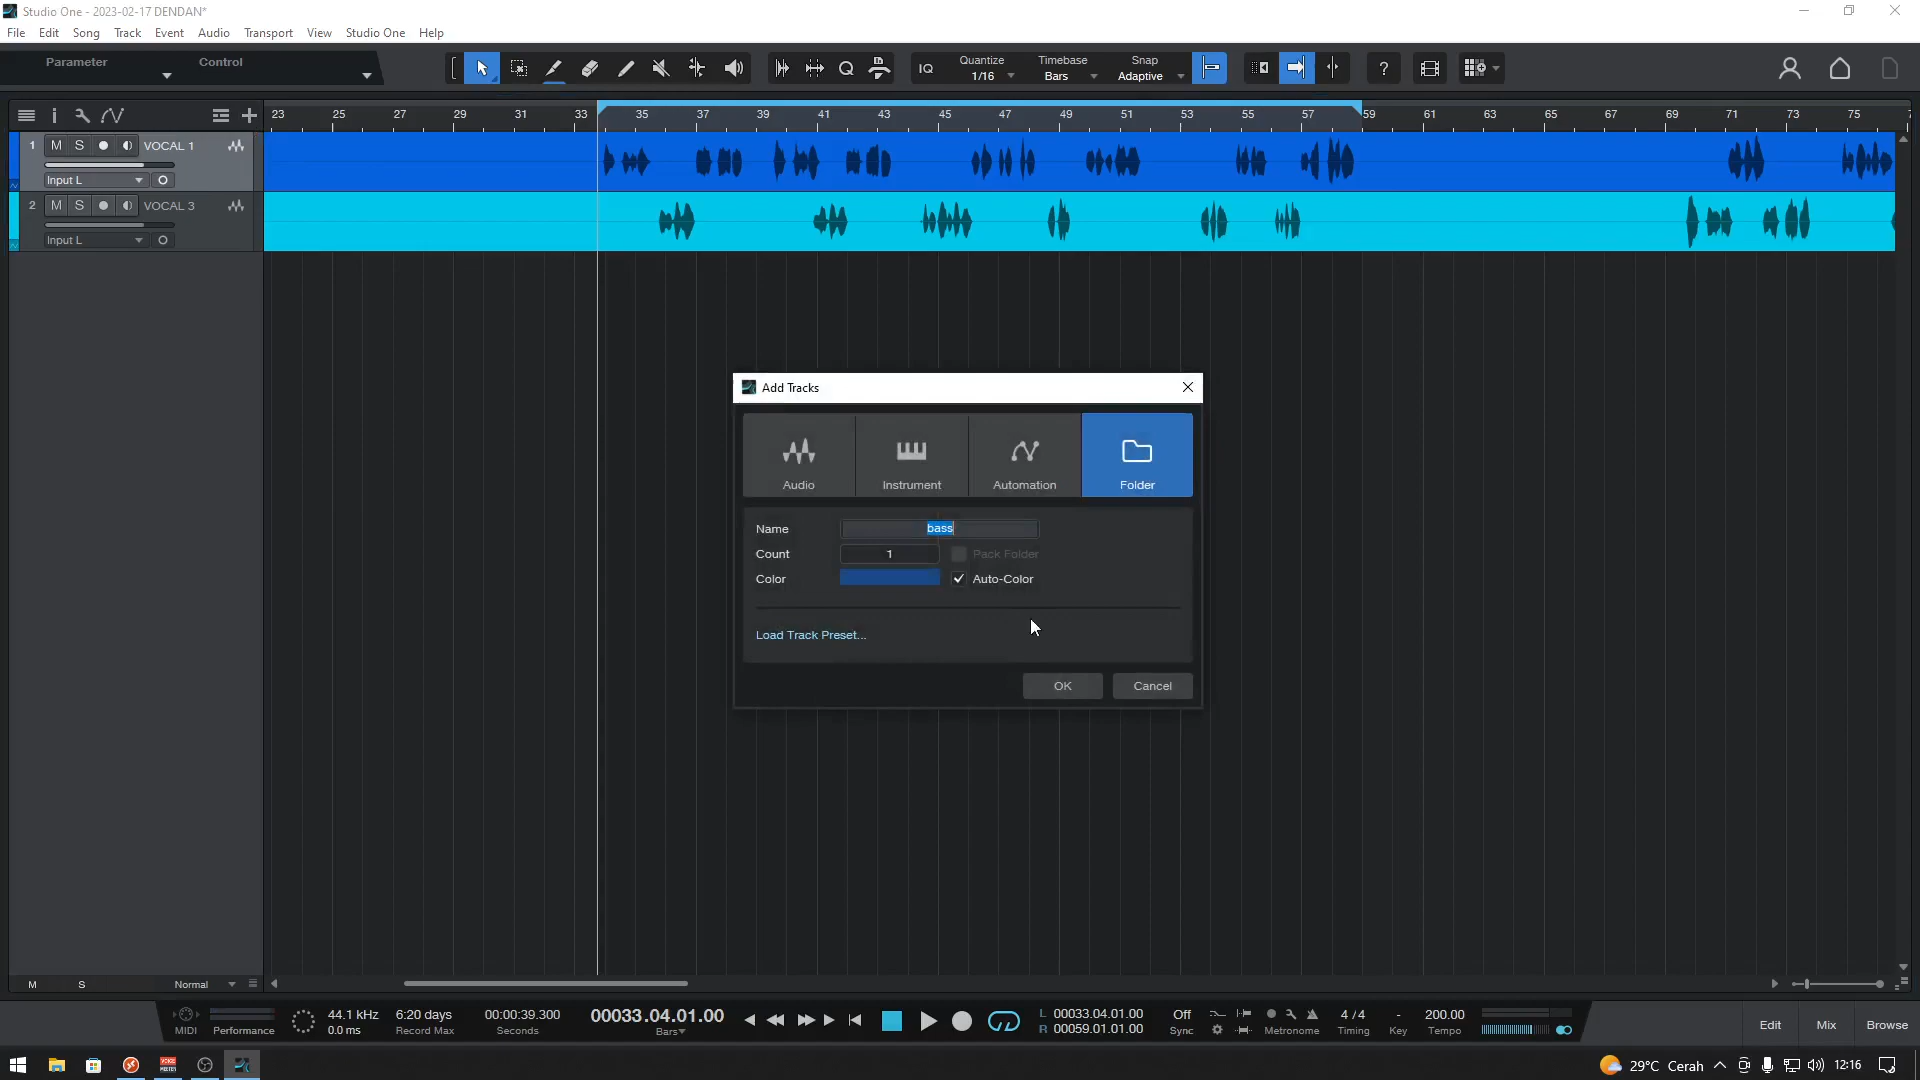 Studio One - 2023-02-17 DENDAN*
File Edit Song Track Event Audio Transport View Studio One Help
Parameter Control
IQ Quantize 1/16 Timebase Bars Snap Adaptive ?
23 25 27 29 31 33 35 37 39 41 43 45 47 49 51 53 55 57 59 61 63 65 67 69 71 73 75
1 M S VOCAL 1
Input L
2 M S VOCAL 3
Input L
Add Tracks
Audio Instrument Automation Folder
Name bass
Count 1 Pack Folder
Color Auto-Color
Load Track Preset...
OK Cancel
M S Normal
MIDI Performance
44.1 kHz
0.0 ms
6:20 days
Record Max
00:00:39.300
Seconds
00033.04.01.00
Bars
L 00033.04.01.00
R 00059.01.01.00
Off
Sync
Metronome
4 / 4
Timing
-
Key
200.00
Tempo
Edit Mix Browse
29°C Cerah 12:16